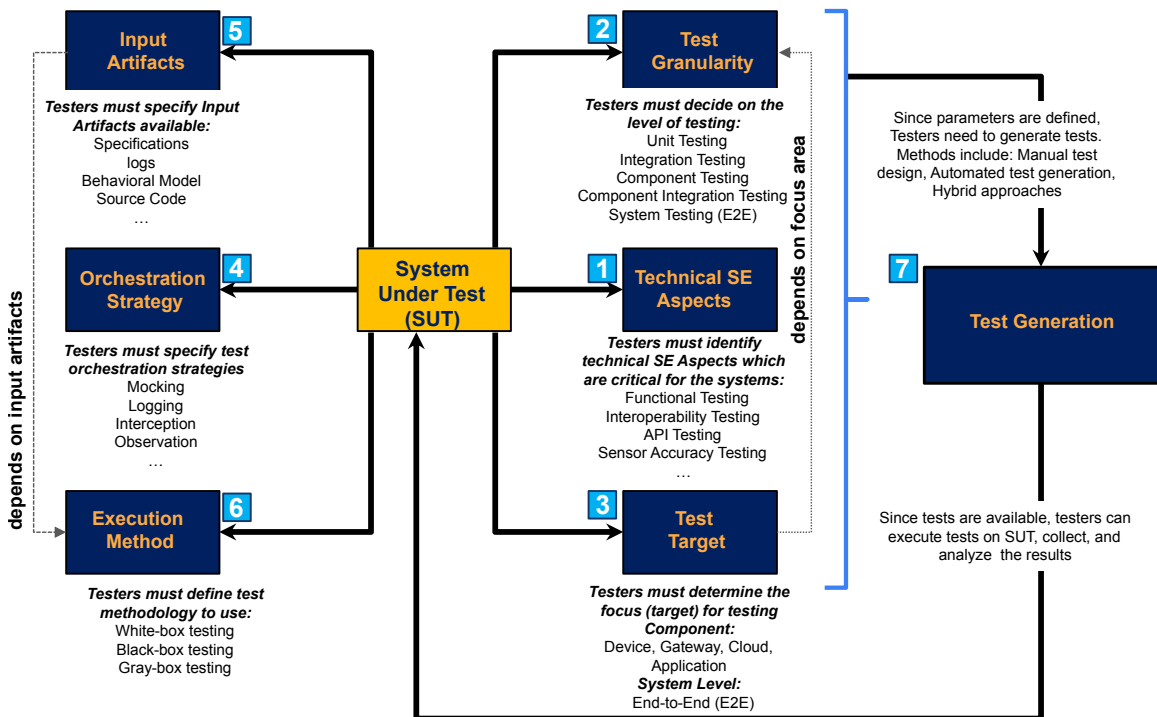 5
Input
Artifacts
Testers must specify Input
Artifacts available:
Specifications
logs
Behavioral Model
Source Code
...
4
Orchestration
Strategy
Testers must specify test
orchestration strategies
Mocking
Logging
Interception
Observation
...
6
Execution
Method
Testers must define test
methodology to use:
White-box testing
Black-box testing
Gray-box testing
depends on input artifacts
System
Under Test
(SUT)
2
Test
Granularity
Testers must decide on the
level of testing:
Unit Testing
Integration Testing
Component Testing
Component Integration Testing
System Testing (E2E)
1
Technical SE
Aspects
Testers must identify
technical SE Aspects which
are critical for the systems:
Functional Testing
Interoperability Testing
API Testing
Sensor Accuracy Testing
...
3
Test
Target
Testers must determine the
focus (target) for testing
Component:
Device, Gateway, Cloud,
Application
System Level:
End-to-End (E2E)
depends on focus area
Since parameters are defined,
Testers need to generate tests.
Methods include: Manual test
design, Automated test generation,
Hybrid approaches
7
Test Generation
Since tests are available, testers can
execute tests on SUT, collect, and
analyze the results